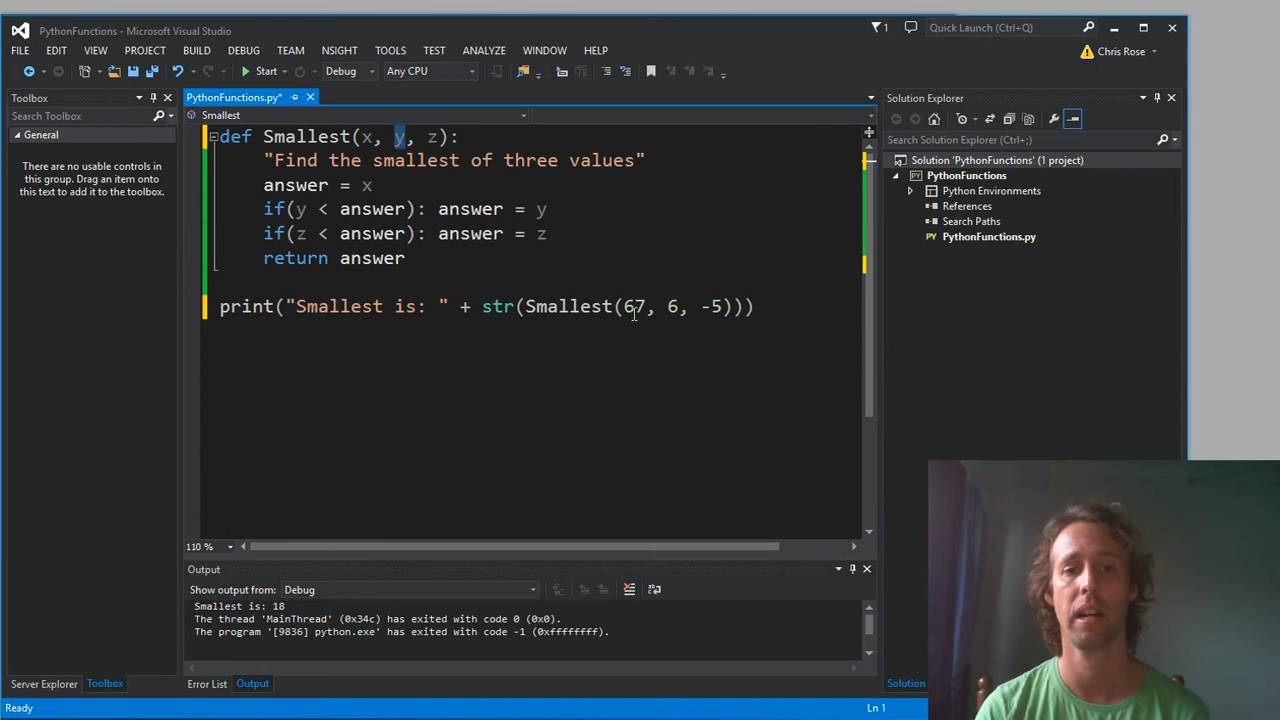 PythonFunctions - Microsoft Visual Studio
1
Quick Launch (Ctrl+Q)
FILE EDIT VIEW PROJECT BUILD DEBUG TEAM NSIGHT TOOLS TEST ANALYZE WINDOW HELP
Chris Rose
Start Debug Any CPU
Toolbox
Search Toolbox
General
There are no usable controls in
this group. Drag an item onto
this text to add it to the toolbox.
Server Explorer Toolbox
PythonFunctions.py*
Smallest
def Smallest(x, y, z):
"Find the smallest of three values"
answer = x
if(y < answer): answer = y
if(z < answer): answer = z
return answer
print("Smallest is: " + str(Smallest(67, 6, -5)))
110 %
Output
Show output from: Debug
Smallest is: 18
The thread 'MainThread' (0x34c) has exited with code 0 (0x0).
The program '[9836] python.exe' has exited with code -1 (0xffffffff).
Error List Output
Solution Explorer
Search Solution Explorer (Ctrl+;)
Solution 'PythonFunctions' (1 project)
PY PythonFunctions
Python Environments
References
Search Paths
PY PythonFunctions.py
Solution
Ready
Ln 1